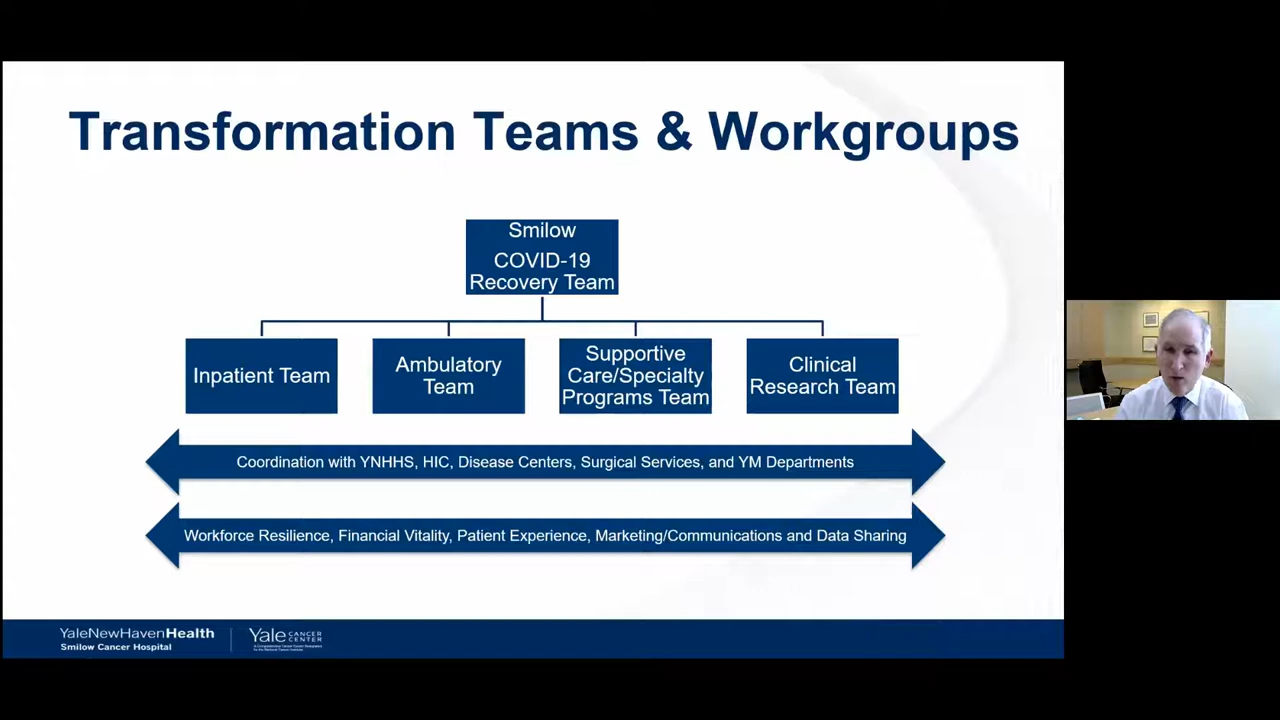 Transformation Teams & Workgroups
Smilow
COVID-19
Recovery Team
Inpatient Team
Ambulatory
Team
Supportive
Care/Specialty
Programs Team
Clinical
Research Team
Coordination with YNHHS, HIC, Disease Centers, Surgical Services, and YM Departments
Workforce Resilience, Financial Vitality, Patient Experience, Marketing/Communications and Data Sharing
YaleNewHavenHealth
Smilow Cancer Hospital
Yale CANCER CENTER